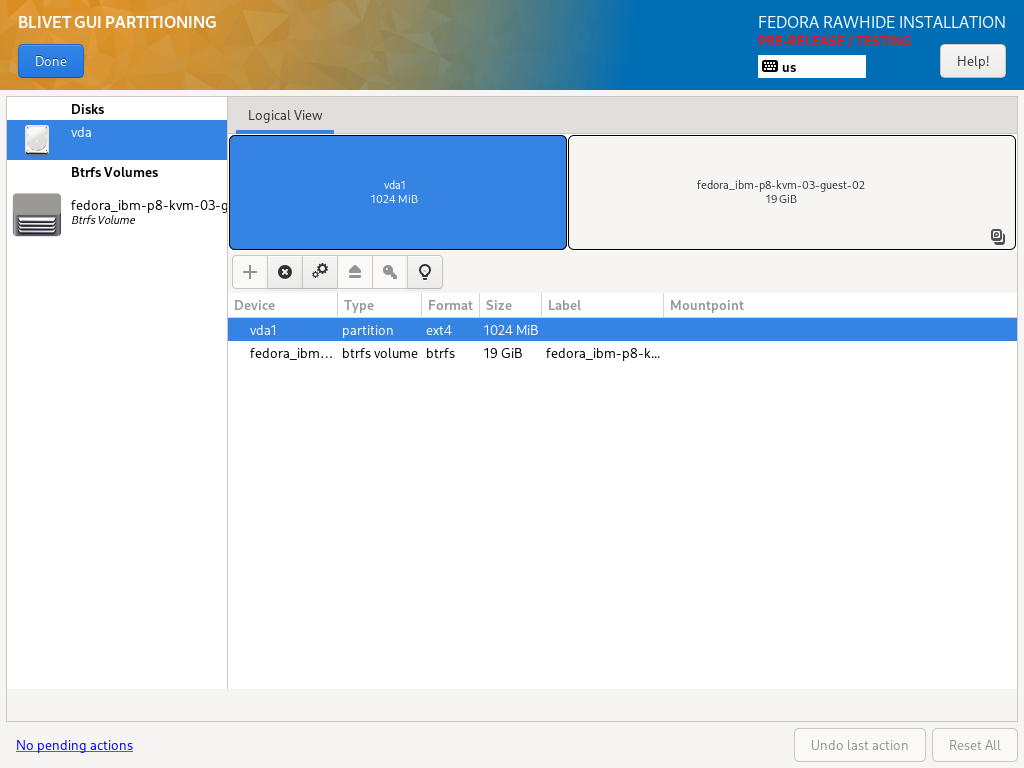 BLIVET GUI PARTITIONING
Done
FEDORA RAWHIDE INSTALLATION
PRE-RELEASE / TESTING
us
Help!
Disks
vda
Btrfs Volumes
fedora_ibm-p8-kvm-03-g
Btrfs Volume
Logical View
vda1
1024 MiB
fedora_ibm-p8-kvm-03-guest-02
19 GiB
Device Type Format Size Label Mountpoint
vda1 partition ext4 1024 MiB
fedora_ibm… btrfs volume btrfs 19 GiB fedora_ibm-p8-k…
No pending actions
Undo last action
Reset All